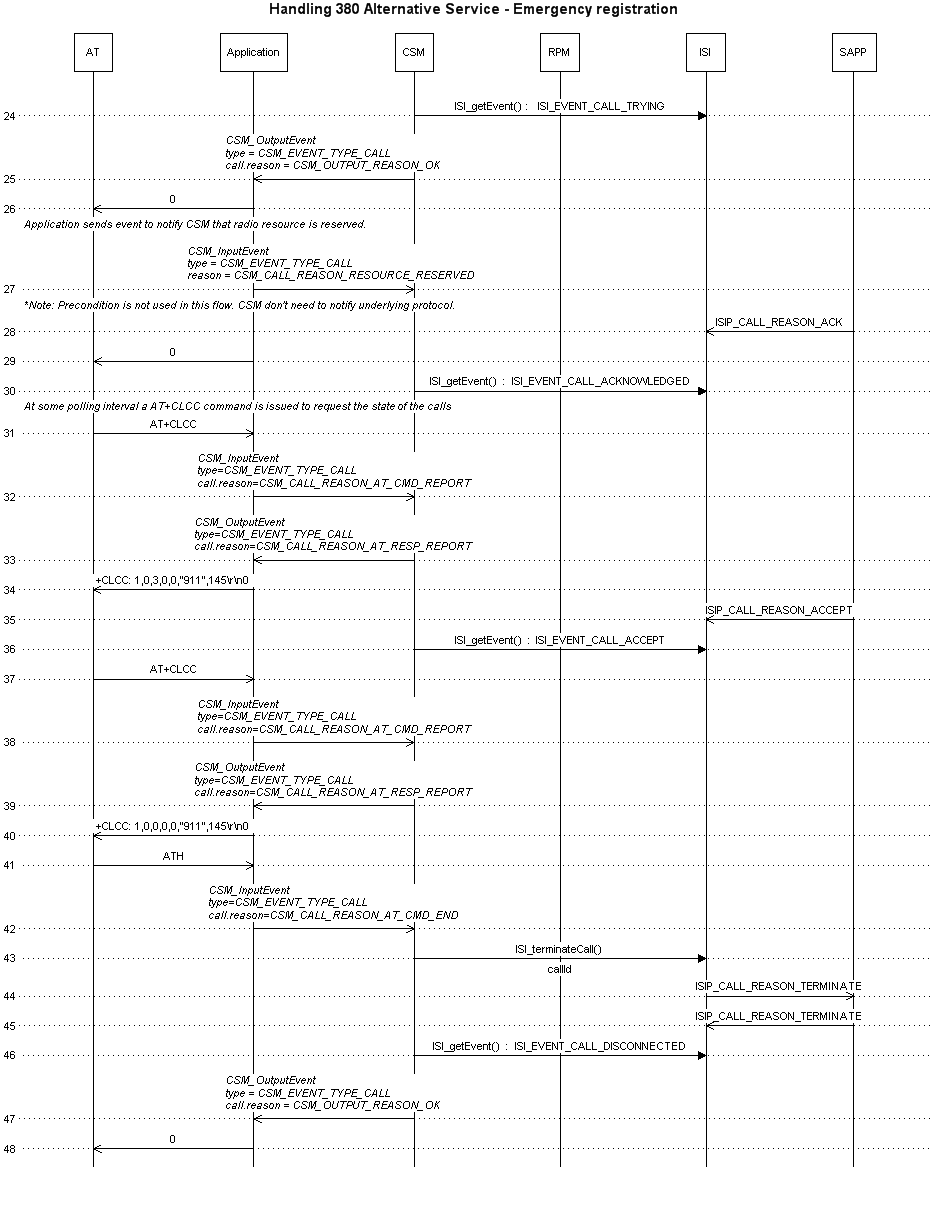 Handling 380 Alternative Service - Emergency registration
AT
Application
CSM
RPM
ISI
SAPP
ISI_getEvent() :   ISI_EVENT_CALL_TRYING
24
CSM_OutputEvent
type = CSM_EVENT_TYPE_CALL
call.reason = CSM_OUTPUT_REASON_OK
25
0
26
Application sends event to notify CSM that radio resource is reserved.
CSM_InputEvent
type = CSM_EVENT_TYPE_CALL
reason = CSM_CALL_REASON_RESOURCE_RESERVED
27
*Note: Precondition is not used in this flow. CSM don't need to notify underlying protocol.
ISIP_CALL_REASON_ACK
28
0
29
ISI_getEvent()  :  ISI_EVENT_CALL_ACKNOWLEDGED
30
At some polling interval a AT+CLCC command is issued to request the state of the calls
AT+CLCC
31
CSM_InputEvent
type=CSM_EVENT_TYPE_CALL
call.reason=CSM_CALL_REASON_AT_CMD_REPORT
32
CSM_OutputEvent
type=CSM_EVENT_TYPE_CALL
call.reason=CSM_CALL_REASON_AT_RESP_REPORT
33
+CLCC: 1,0,3,0,0,"911",145\r\n0
34
ISIP_CALL_REASON_ACCEPT
35
ISI_getEvent()  :  ISI_EVENT_CALL_ACCEPT
36
AT+CLCC
37
CSM_InputEvent
type=CSM_EVENT_TYPE_CALL
call.reason=CSM_CALL_REASON_AT_CMD_REPORT
38
CSM_OutputEvent
type=CSM_EVENT_TYPE_CALL
call.reason=CSM_CALL_REASON_AT_RESP_REPORT
39
+CLCC: 1,0,0,0,0,"911",145\r\n0
40
ATH
41
CSM_InputEvent
type=CSM_EVENT_TYPE_CALL
call.reason=CSM_CALL_REASON_AT_CMD_END
42
ISI_terminateCall()
43
callId
ISIP_CALL_REASON_TERMINATE
44
ISIP_CALL_REASON_TERMINATE
45
ISI_getEvent()  :  ISI_EVENT_CALL_DISCONNECTED
46
CSM_OutputEvent
type = CSM_EVENT_TYPE_CALL
call.reason = CSM_OUTPUT_REASON_OK
47
0
48